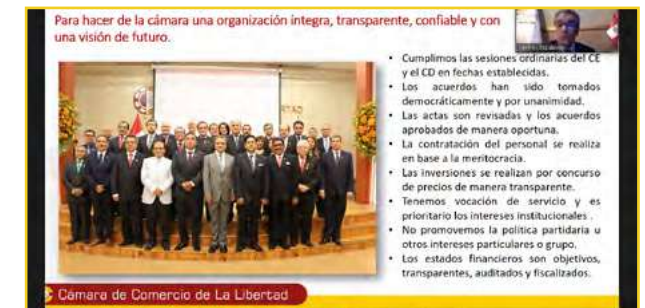 Para hacer de la cámara una organización íntegra, transparente, confiable y con
una visión de futuro.
• Cumplimos las sesiones ordinarias del CE
y el CD en fechas establecidas.
• Los acuerdos han sido tomados
democráticamente y por unanimidad.
• Las actas son revisadas y los acuerdos
aprobados de manera oportuna.
• La contratación del personal se realiza
en base a la meritocracia.
• Las inversiones se realizan por concurso
de precios de manera transparente.
• Tenemos vocación de servicio y es
prioritario los intereses institucionales .
• No promovemos la política partidaria u
otros intereses particulares o grupo.
• Los estados financieros son objetivos,
transparentes, auditados y fiscalizados.
Cámara de Comercio de La Libertad